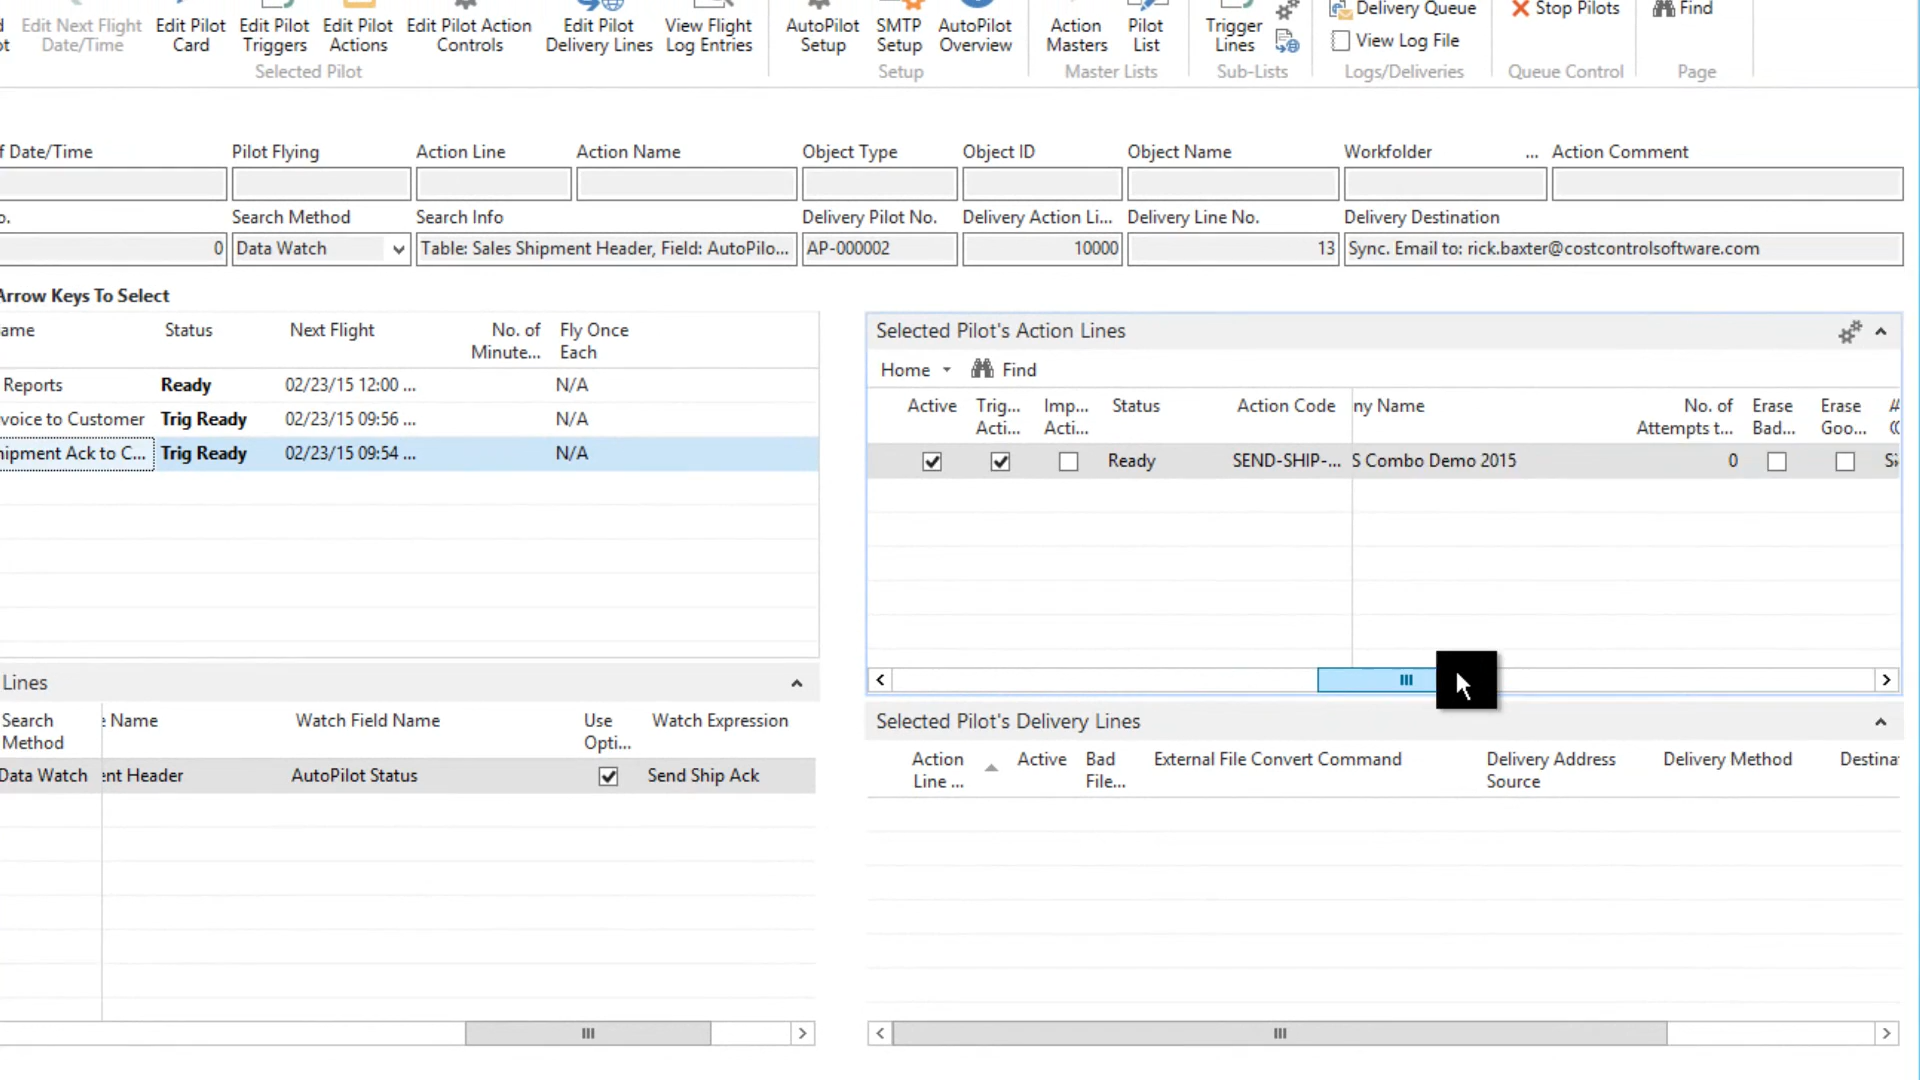 Edit Next Flight Date/Time
Edit Pilot Card
Edit Pilot Triggers
Edit Pilot Actions
Edit Pilot Action Controls
Edit Pilot Delivery Lines
View Flight Log Entries
AutoPilot Setup
SMTP Setup
AutoPilot Overview
Action Masters
Pilot List
Trigger Lines
Delivery Queue
View Log File
Stop Pilots
Find
Selected Pilot
Setup
Master Lists
Sub-Lists
Logs/Deliveries
Queue Control
Page
f Date/Time
Pilot Flying
Action Line
Action Name
Object Type
Object ID
Object Name
Workfolder
...
Action Comment
o.
Search Method
Search Info
Delivery Pilot No.
Delivery Action Li...
Delivery Line No.
Delivery Destination
0
Data Watch
Table: Sales Shipment Header, Field: AutoPilo...
AP-000002
10000
13
Sync. Email to: rick.baxter@costcontrolsoftware.com
Arrow Keys To Select
ame
Status
Next Flight
No. of Minute...
Fly Once Each
Reports
Ready
02/23/15 12:00 ...
N/A
voice to Customer
Trig Ready
02/23/15 09:56 ...
N/A
hipment Ack to C...
Trig Ready
02/23/15 09:54 ...
N/A
Selected Pilot's Action Lines
Home
Find
Active
Trig... Acti...
Imp... Acti...
Status
Action Code
ny Name
No. of Attempts t...
Erase Bad...
Erase Goo...
Ready
SEND-SHIP-...
S Combo Demo 2015
0
Lines
Search Method
Name
Watch Field Name
Use Opti...
Watch Expression
Data Watch
ent Header
AutoPilot Status
Send Ship Ack
Selected Pilot's Delivery Lines
Action Line ...
Active
Bad File...
External File Convert Command
Delivery Address Source
Delivery Method
Destina